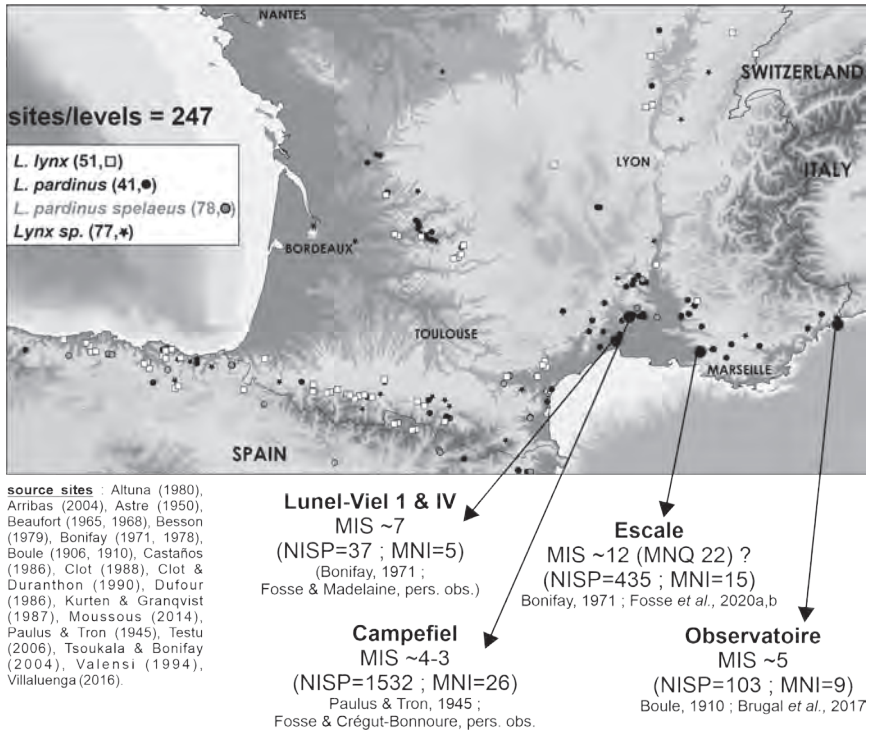 NANTES
SWITZERLAND
sites/levels = 247
L. lynx (51,□)
L. pardinus (41,●)
L. pardinus spelaeus (78,●)
Lynx sp. (77,★)
LYON
ITALY
BORDEAUX
TOULOUSE
MARSEILLE
SPAIN
source sites : Altuna (1980),
Arribas (2004), Astre (1950),
Beaufort (1965, 1968), Besson
(1979), Bonifay (1971, 1978),
Boule (1906, 1910), Castaños
(1986), Clot (1988), Clot &
Duranthon (1990), Dufour
(1986), Kurten & Granqvist
(1987), Moussous (2014),
Paulus & Tron (1945), Testu
(2006), Tsoukala & Bonifay
(2004), Valensi (1994),
Villaluenga (2016).
Lunel-Viel 1 & IV
MIS ~7
(NISP=37 ; MNI=5)
(Bonifay, 1971 ;
Fosse & Madelaine, pers. obs.)
Campefiel
MIS ~4-3
(NISP=1532 ; MNI=26)
Paulus & Tron, 1945 ;
Fosse & Crégut-Bonnoure, pers. obs.
Escale
MIS ~12 (MNQ 22) ?
(NISP=435 ; MNI=15)
Bonifay, 1971 ; Fosse et al., 2020a,b
Observatoire
MIS ~5
(NISP=103 ; MNI=9)
Boule, 1910 ; Brugal et al., 2017